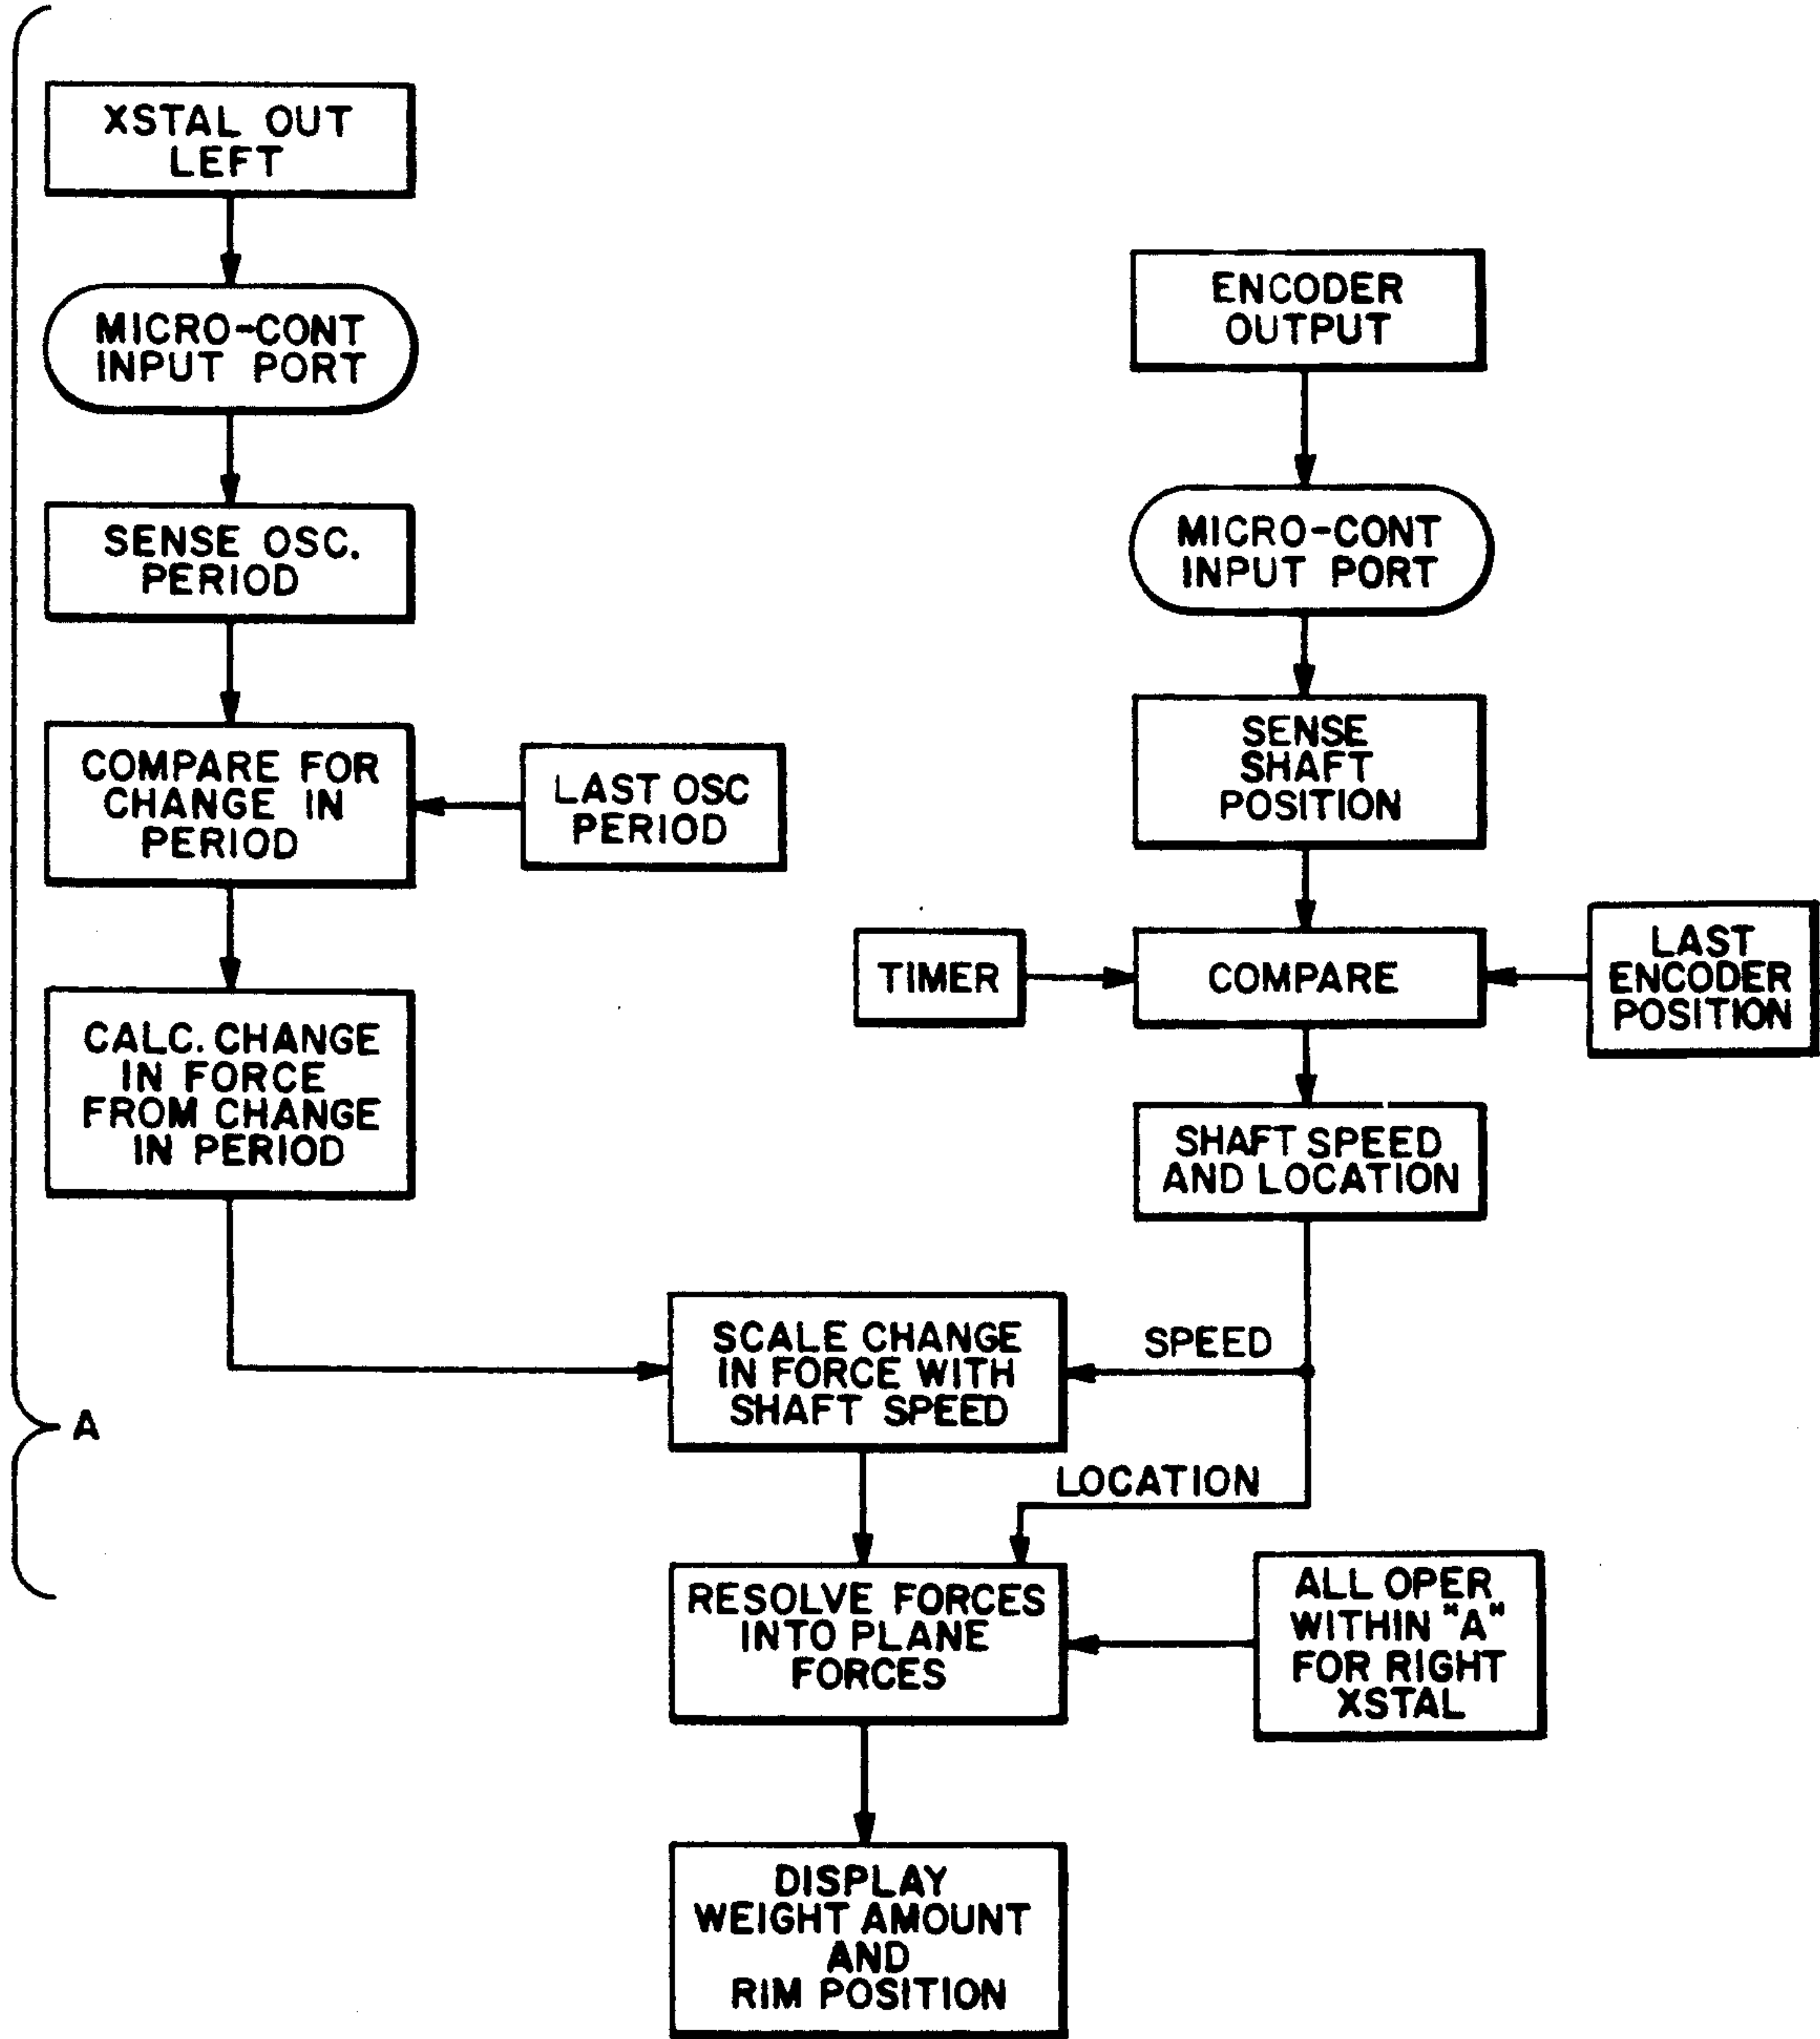 XSTAL OUT
LEFT
MICRO-CONT
INPUT PORT
SENSE OSC.
PERIOD
COMPARE FOR
CHANGE IN
PERIOD
LAST OSC
PERIOD
CALC. CHANGE
IN FORCE
FROM CHANGE
IN PERIOD
ENCODER
OUTPUT
MICRO-CONT
INPUT PORT
SENSE
SHAFT
POSITION
TIMER
COMPARE
LAST
ENCODER
POSITION
SHAFT SPEED
AND LOCATION
SCALE CHANGE
IN FORCE WITH
SHAFT SPEED
SPEED
A
LOCATION
RESOLVE FORCES
INTO PLANE
FORCES
ALL OPER
WITHIN "A"
FOR RIGHT
XSTAL
DISPLAY
WEIGHT AMOUNT
AND
RIM POSITION